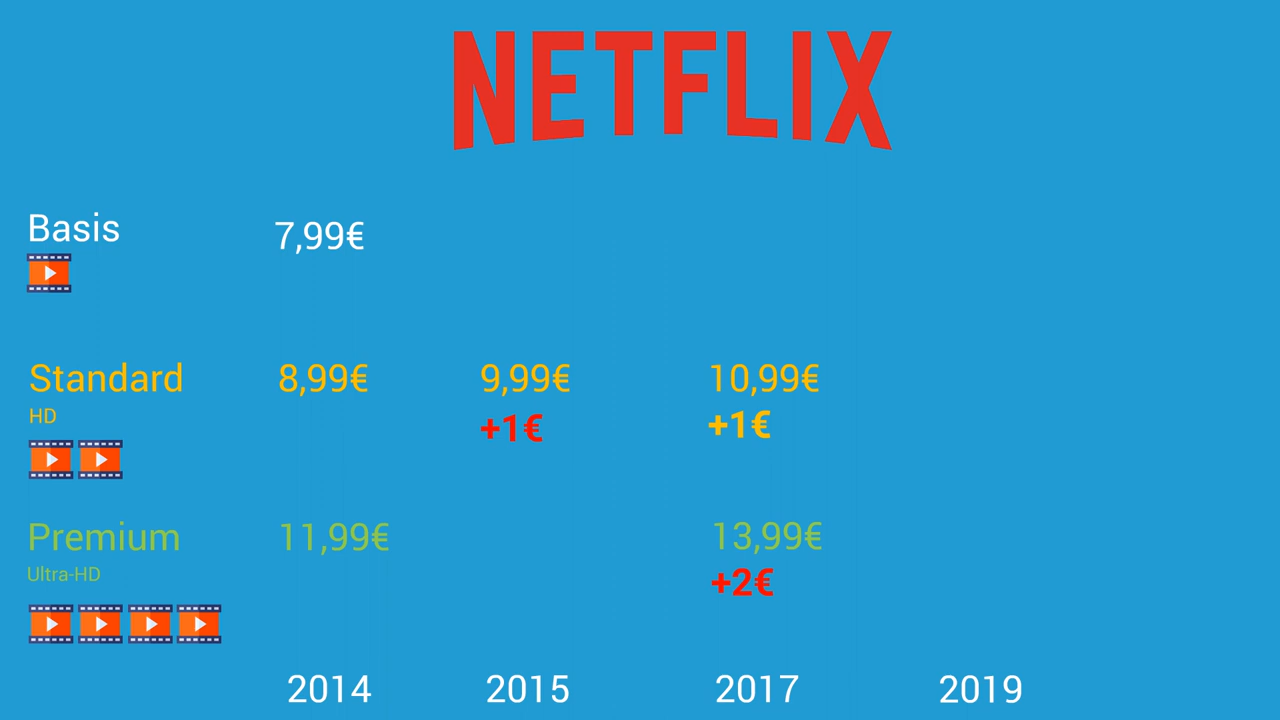 NETFLIX
Basis 7,99€
Standard 8,99€ 9,99€ 10,99€
HD +1€ +1€
Premium 11,99€ 13,99€
Ultra-HD +2€
2014 2015 2017 2019